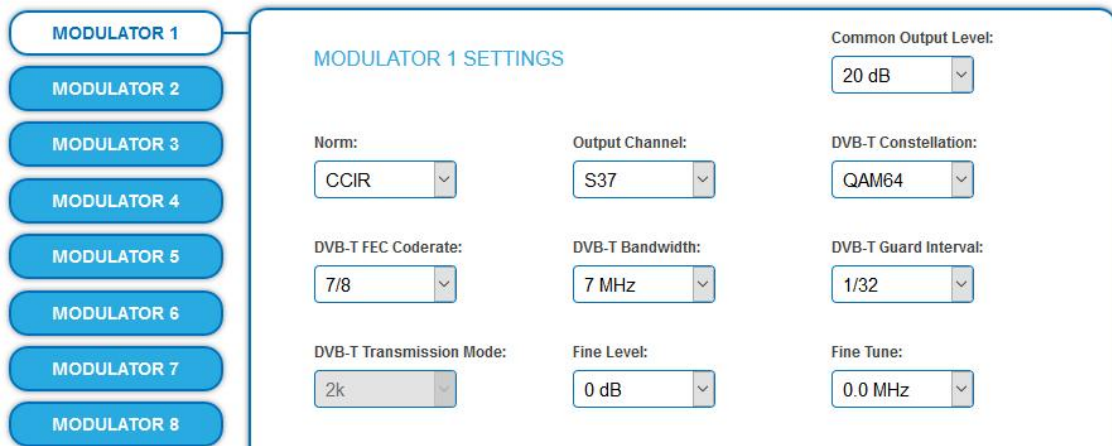 MODULATOR 1
MODULATOR 2
MODULATOR 3
MODULATOR 4
MODULATOR 5
MODULATOR 6
MODULATOR 7
MODULATOR 8
MODULATOR 1 SETTINGS
Common Output Level:
20 dB
Norm:
CCIR
Output Channel:
S37
DVB-T Constellation:
QAM64
DVB-T FEC Coderate:
7/8
DVB-T Bandwidth:
7 MHz
DVB-T Guard Interval:
1/32
DVB-T Transmission Mode:
2k
Fine Level:
0 dB
Fine Tune:
0.0 MHz